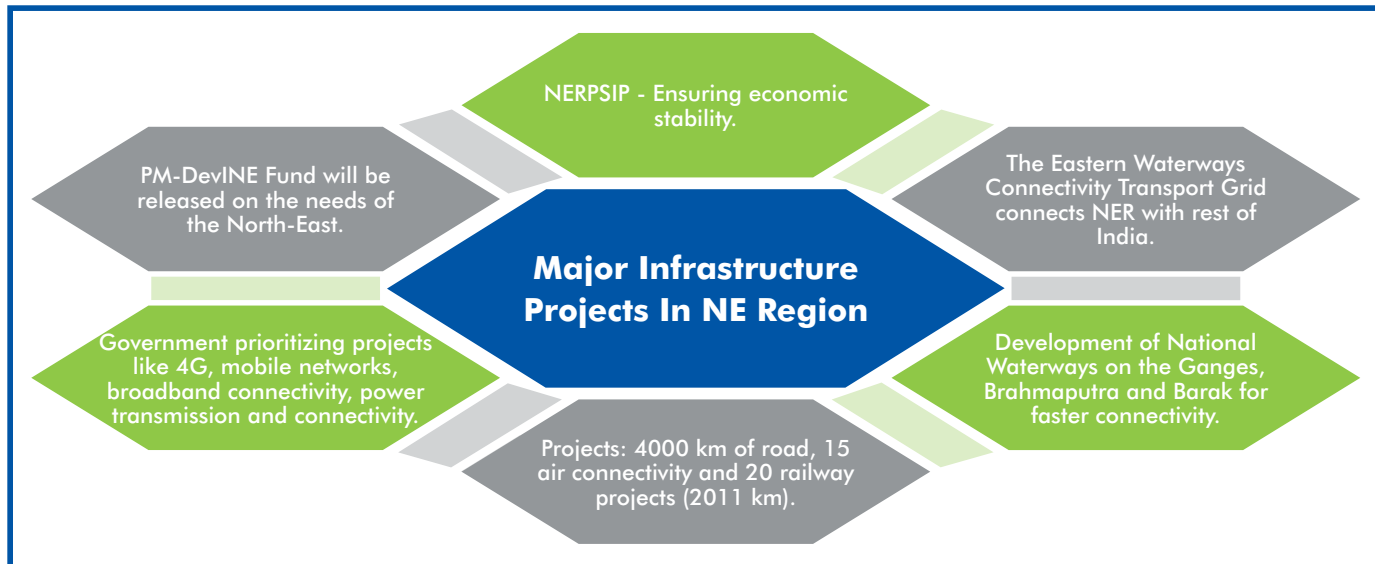 NERPSIP - Ensuring economic
stability.
PM-DevINE Fund will be
released on the needs of
the North-East.
The Eastern Waterways
Connectivity Transport Grid
connects NER with rest of
India.
Major Infrastructure
Projects In NE Region
Government prioritizing projects
like 4G, mobile networks,
broadband connectivity, power
transmission and connectivity.
Development of National
Waterways on the Ganges,
Brahmaputra and Barak for
faster connectivity.
Projects: 4000 km of road, 15
air connectivity and 20 railway
projects (2011 km).